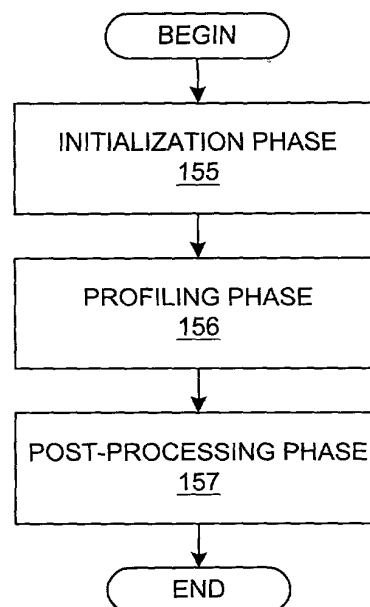 BEGIN
INITIALIZATION PHASE
155
PROFILING PHASE
156
POST-PROCESSING PHASE
157
END